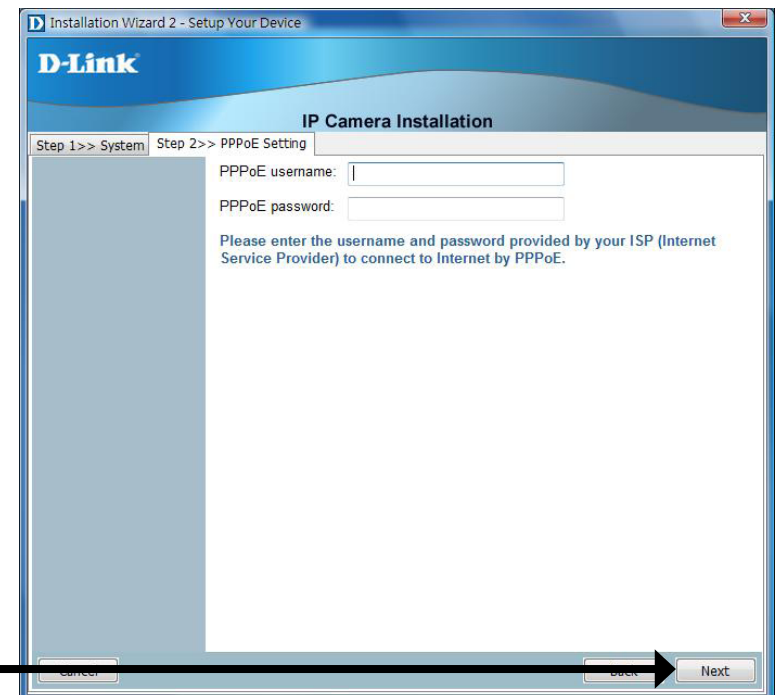 Installation Wizard 2 - Setup Your Device
D-Link
IP Camera Installation
Step 1>> System Step 2>> PPPoE Setting
PPPoE username:
PPPoE password:
Please enter the username and password provided by your ISP (Internet
Service Provider) to connect to Internet by PPPoE.
Cancel Back Next